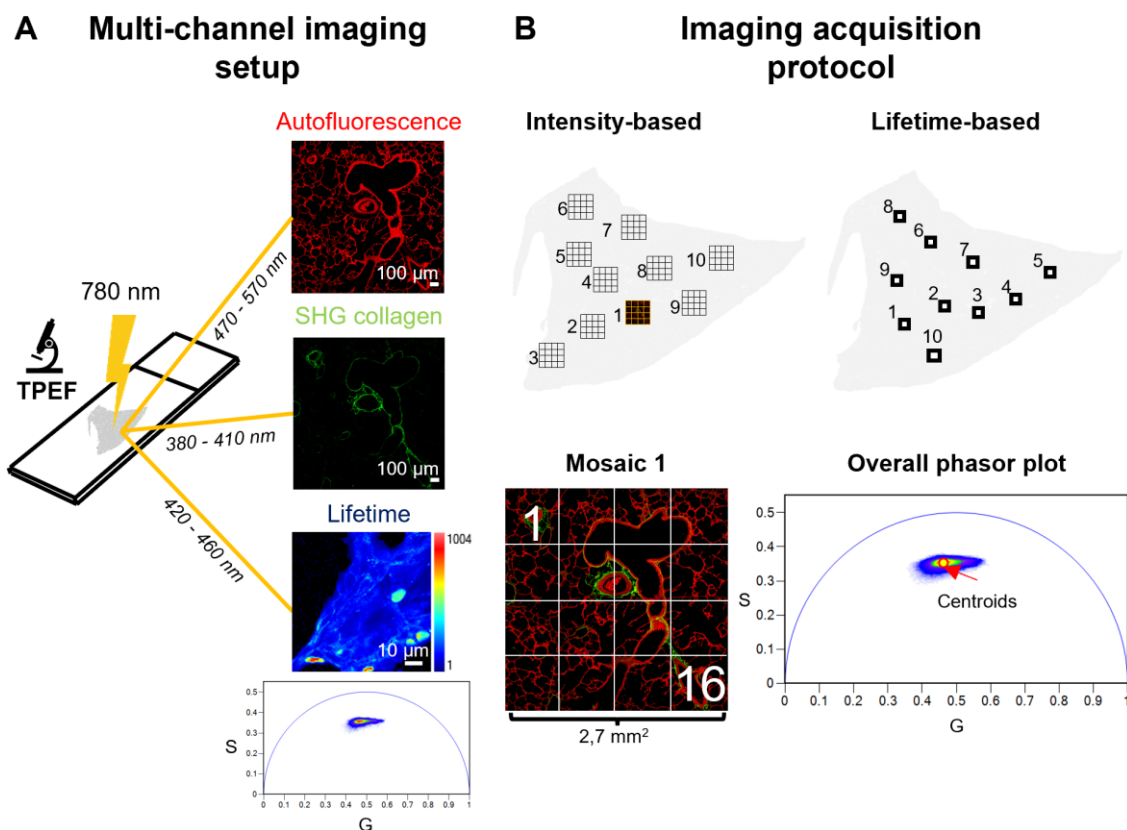 A
Multi-channel imaging
setup
Autofluorescence
100 µm
470 - 570 nm
780 nm
TPEF
SHG collagen
100 µm
380 - 410 nm
Lifetime
420 - 460 nm
1004
1
10 µm
0.5
0.4
0.3
0.2
0.1
0
S
0 0.1 0.2 0.3 0.4 0.5 0.6 0.7 0.8 0.9 1
G
B
Imaging acquisition
protocol
Intensity-based
6
7
5
4
8
10
1
9
2
3
Lifetime-based
8
6
7
5
9
2
3
4
1
10
Mosaic 1
1
16
2,7 mm²
Overall phasor plot
0.5
0.4
0.3
0.2
0.1
0
S
Centroids
0 0.1 0.2 0.3 0.4 0.5 0.6 0.7 0.8 0.9 1
G